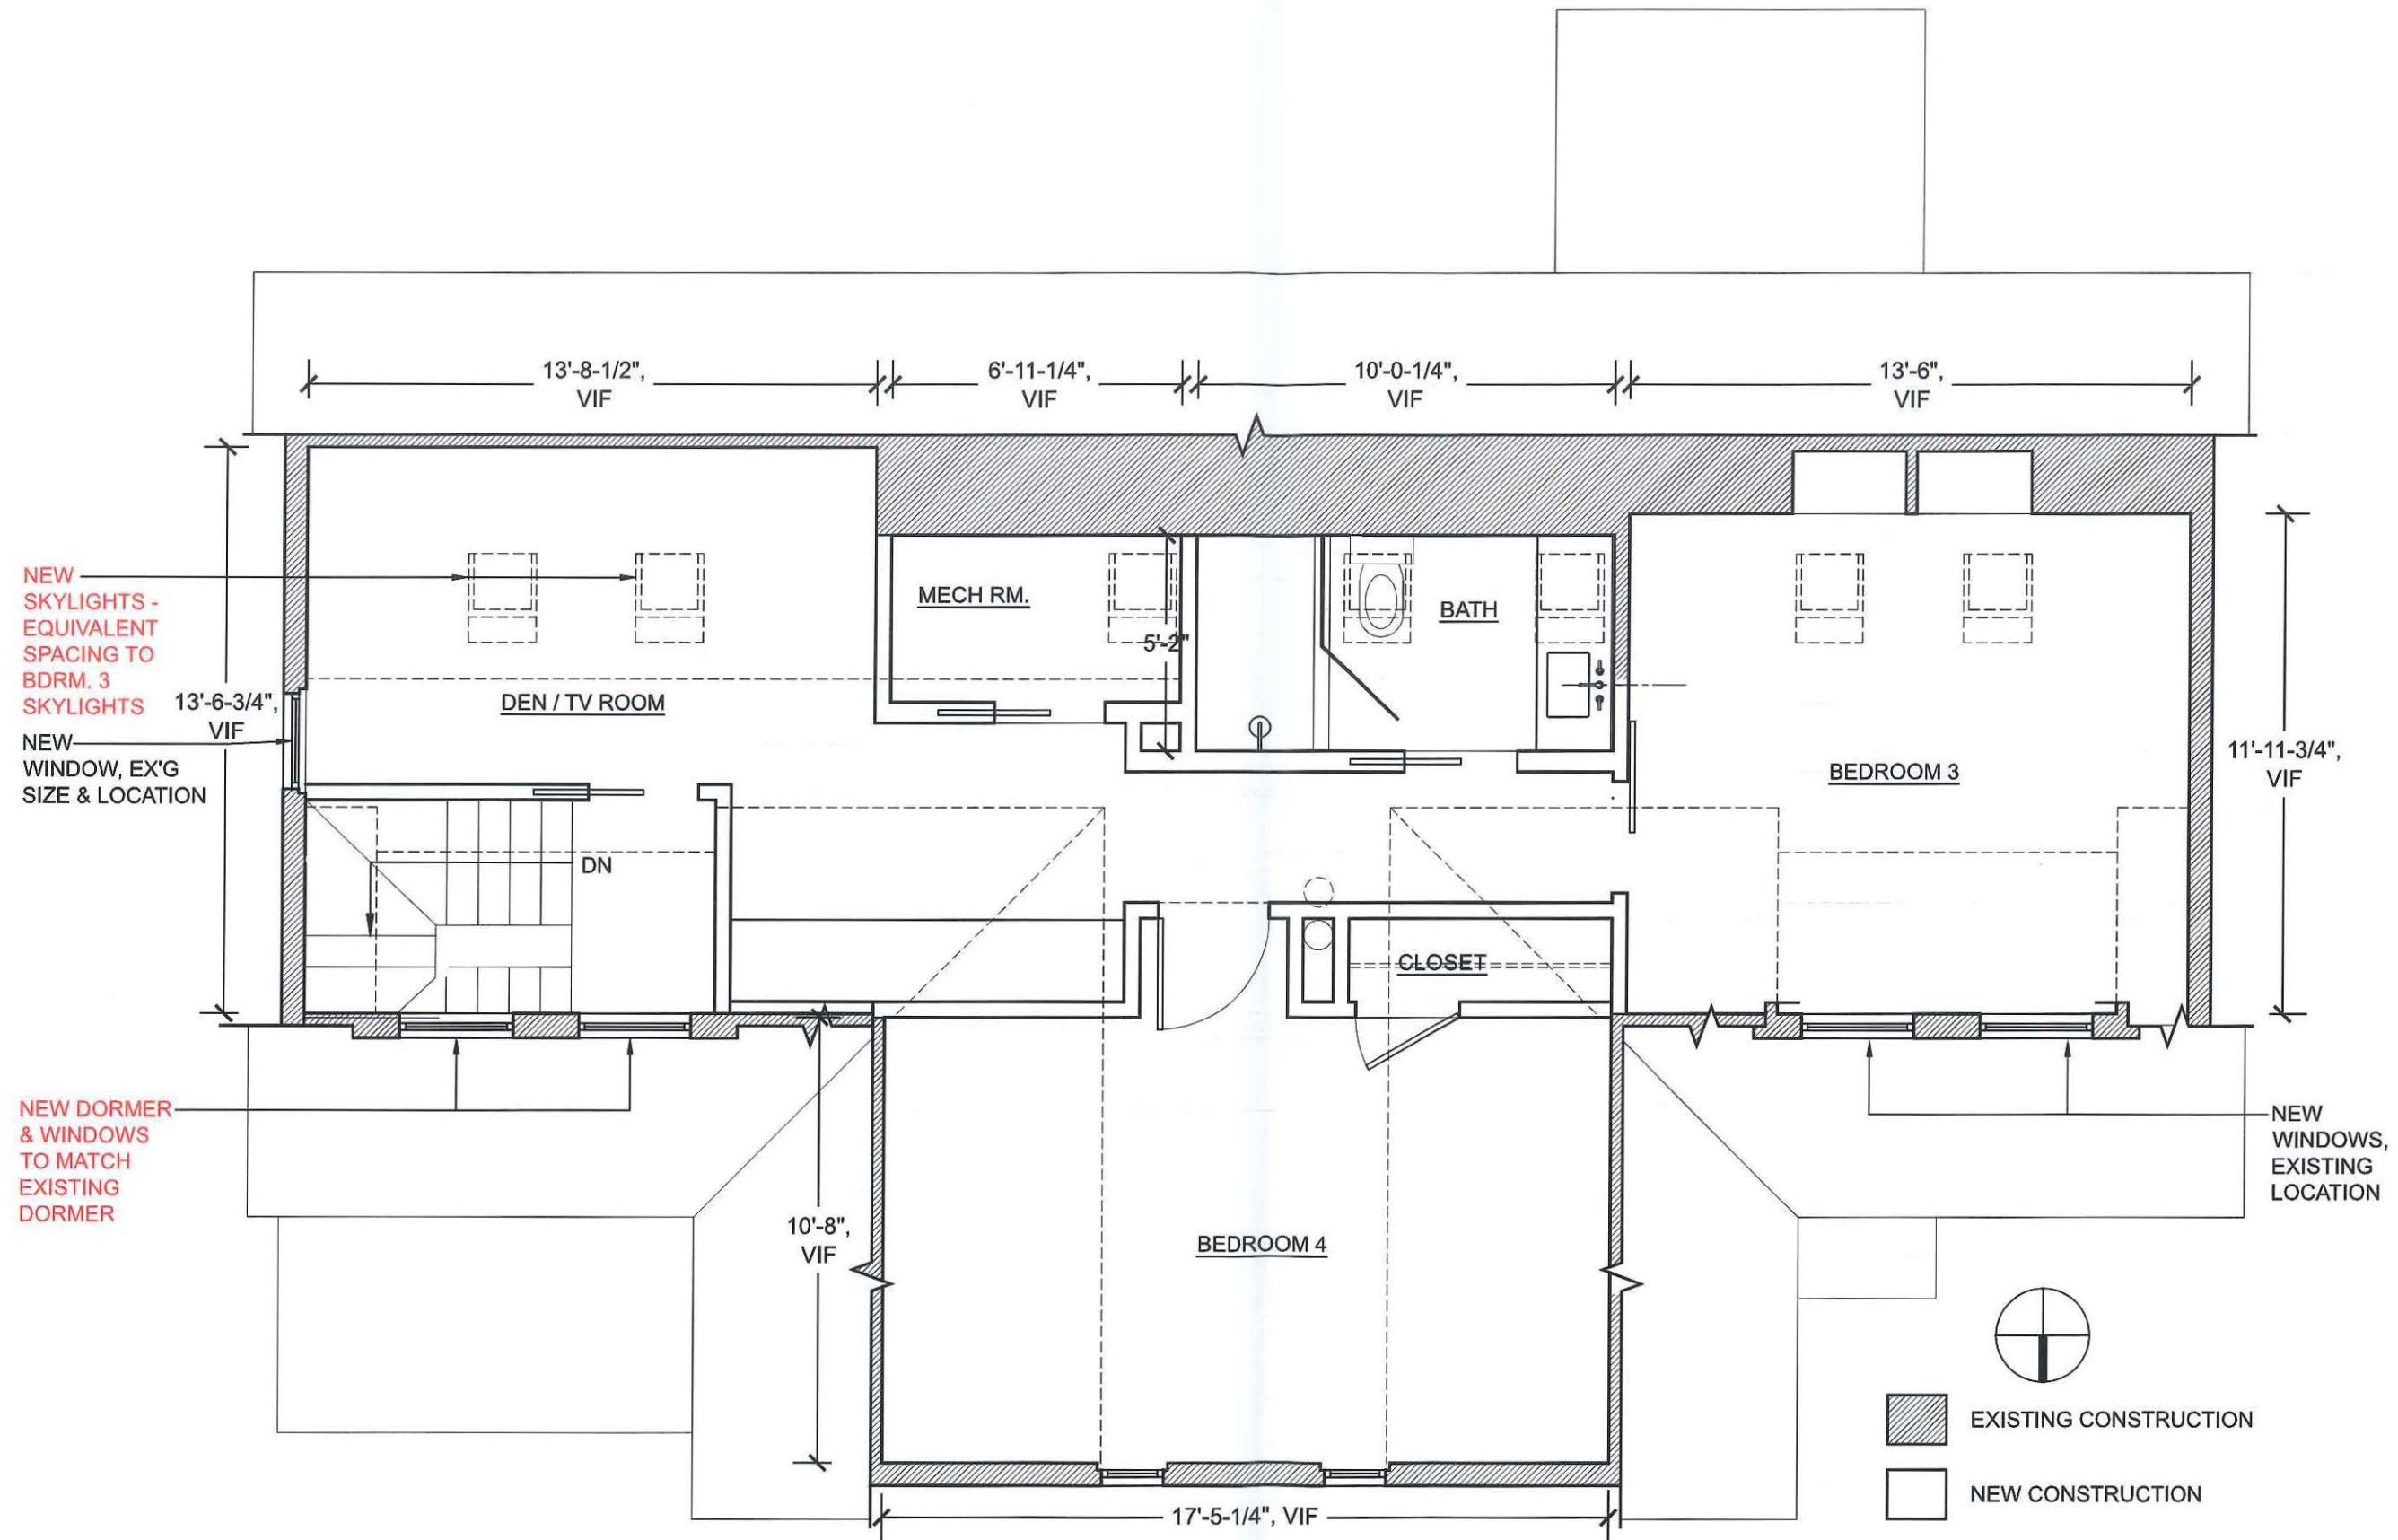 13'-8-1/2",
VIF
6'-11-1/4",
VIF
10'-0-1/4",
VIF
13'-6",
VIF
NEW
SKYLIGHTS -
EQUIVALENT
SPACING TO
BDRM. 3
SKYLIGHTS
13'-6-3/4",
VIF
NEW
WINDOW, EX'G
SIZE & LOCATION
MECH RM.
5'-2"
BATH
DEN / TV ROOM
BEDROOM 3
11'-11-3/4",
VIF
DN
CLOSET
NEW DORMER
& WINDOWS
TO MATCH
EXISTING
DORMER
10'-8",
VIF
BEDROOM 4
NEW
WINDOWS,
EXISTING
LOCATION
EXISTING CONSTRUCTION
NEW CONSTRUCTION
17'-5-1/4", VIF